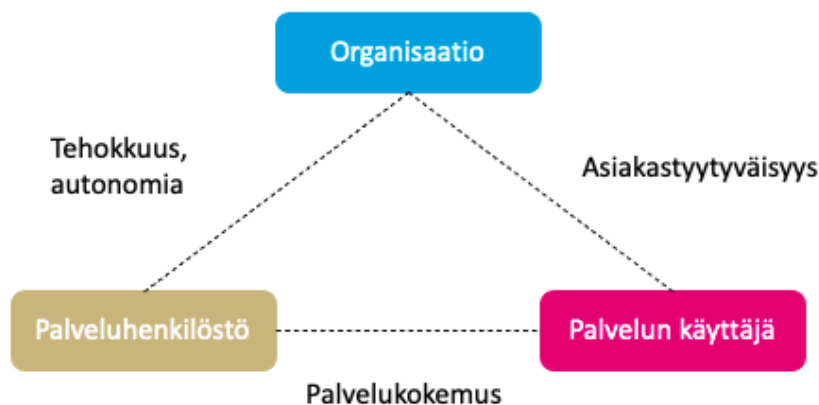 Organisaatio
Tehokkuus,
autonomia
Asiakastyytyväisyys
Palveluhenkilöstö
Palvelun käyttäjä
Palvelukokemus